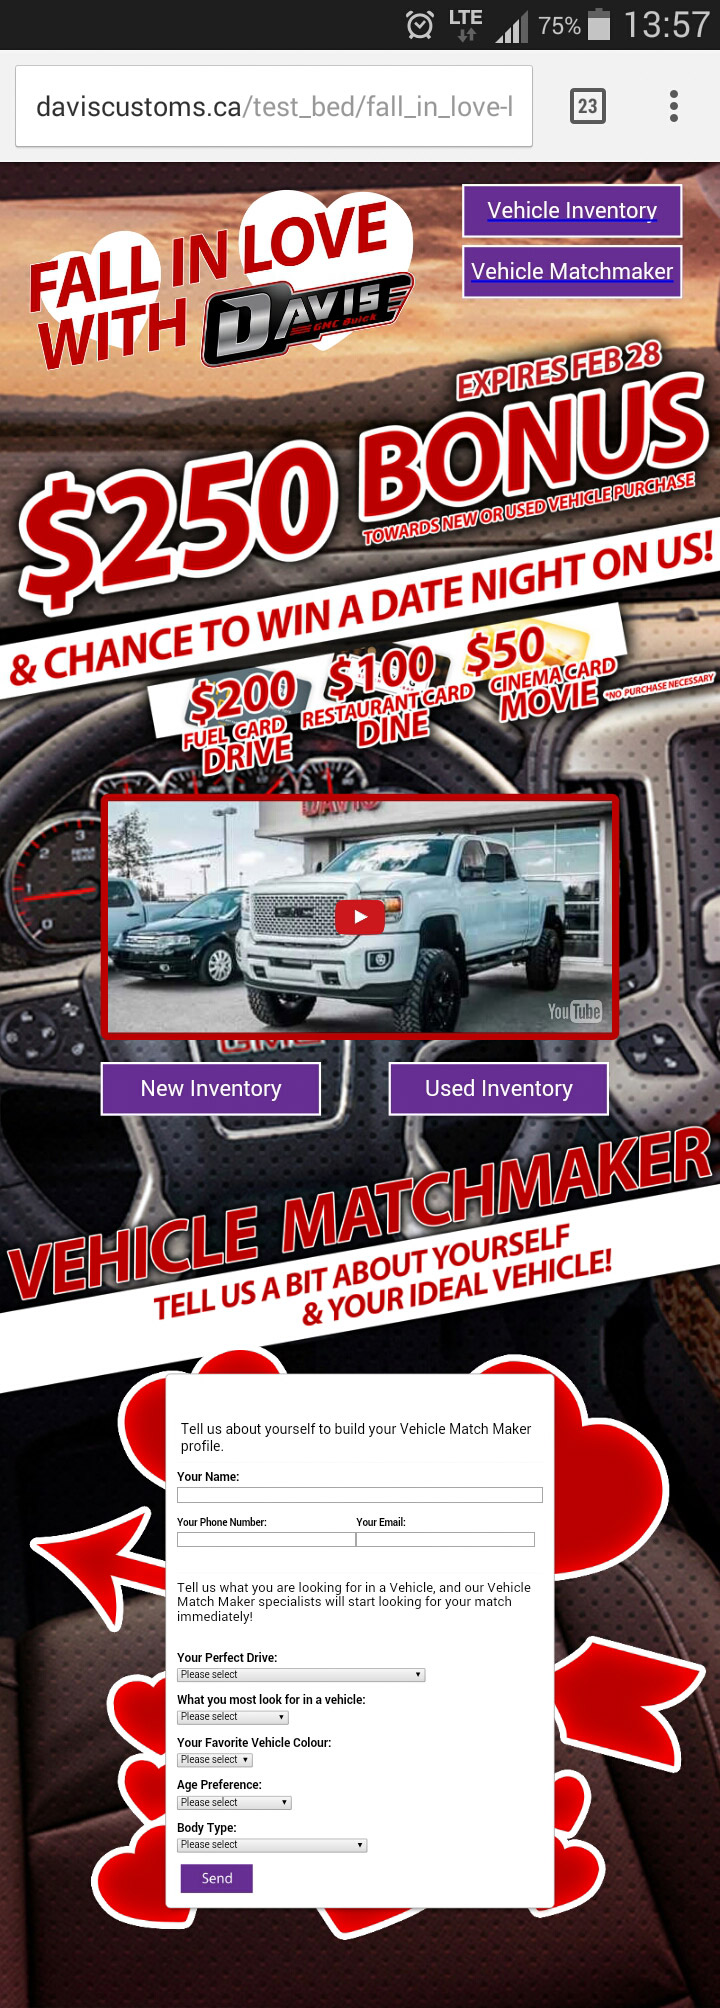 LTE 75% 13:57
daviscustoms.ca/test_bed/fall_in_love-l
23
Vehicle Inventory
Vehicle Matchmaker
FALL IN LOVE
WITH DAVIS
GMC Buick
EXPIRES FEB 28
$250 BONUS
TOWARDS NEW OR USED VEHICLE PURCHASE
& CHANCE TO WIN A DATE NIGHT ON US!
$200 FUEL CARD DRIVE
$100 RESTAURANT CARD DINE
$50 CINEMA CARD MOVIE
*NO PURCHASE NECESSARY
DAVIS
YouTube
GMC
New Inventory
Used Inventory
VEHICLE MATCHMAKER
TELL US A BIT ABOUT YOURSELF
& YOUR IDEAL VEHICLE!
Tell us about yourself to build your Vehicle Match Maker
profile.
Your Name:
Your Phone Number: Your Email:
Tell us what you are looking for in a Vehicle, and our Vehicle
Match Maker specialists will start looking for your match
immediately!
Your Perfect Drive:
Please select
What you most look for in a vehicle:
Please select
Your Favorite Vehicle Colour:
Please select
Age Preference:
Please select
Body Type:
Please select
Send